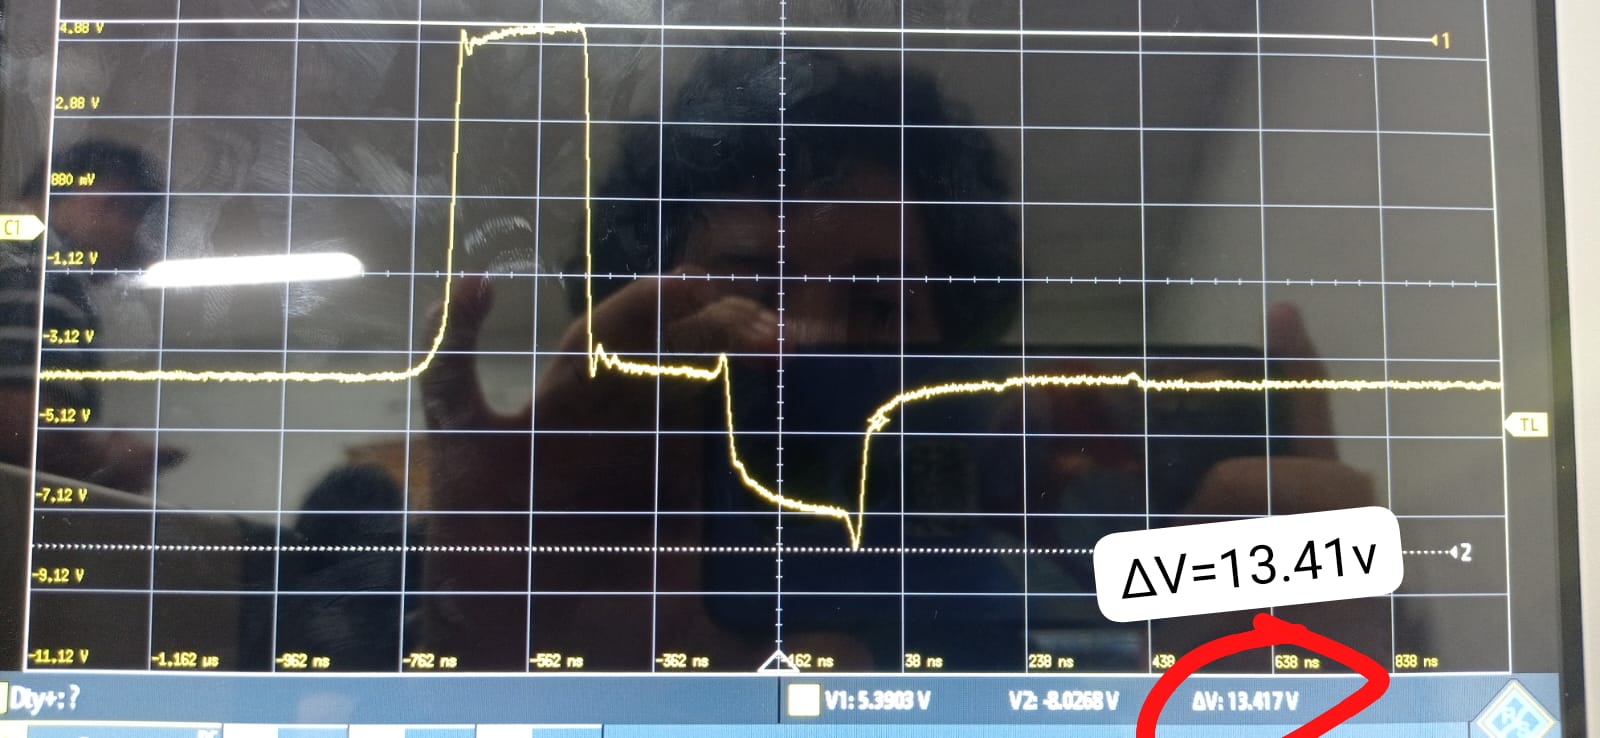 4.88 V
1
2.88 V
880 mV
C1
-1.12 V
-3.12 V
-5.12 V
TL
-7.12 V
2
ΔV=13.41v
-9.12 V
-11.12 V
-1.162 µs
-962 ns
-762 ns
-562 ns
-362 ns
-162 ns
38 ns
238 ns
438
638 ns
838 ns
Dty+: ?
V1: 5.3903 V
V2: -8.0268 V
ΔV: 13.417 V
R/S